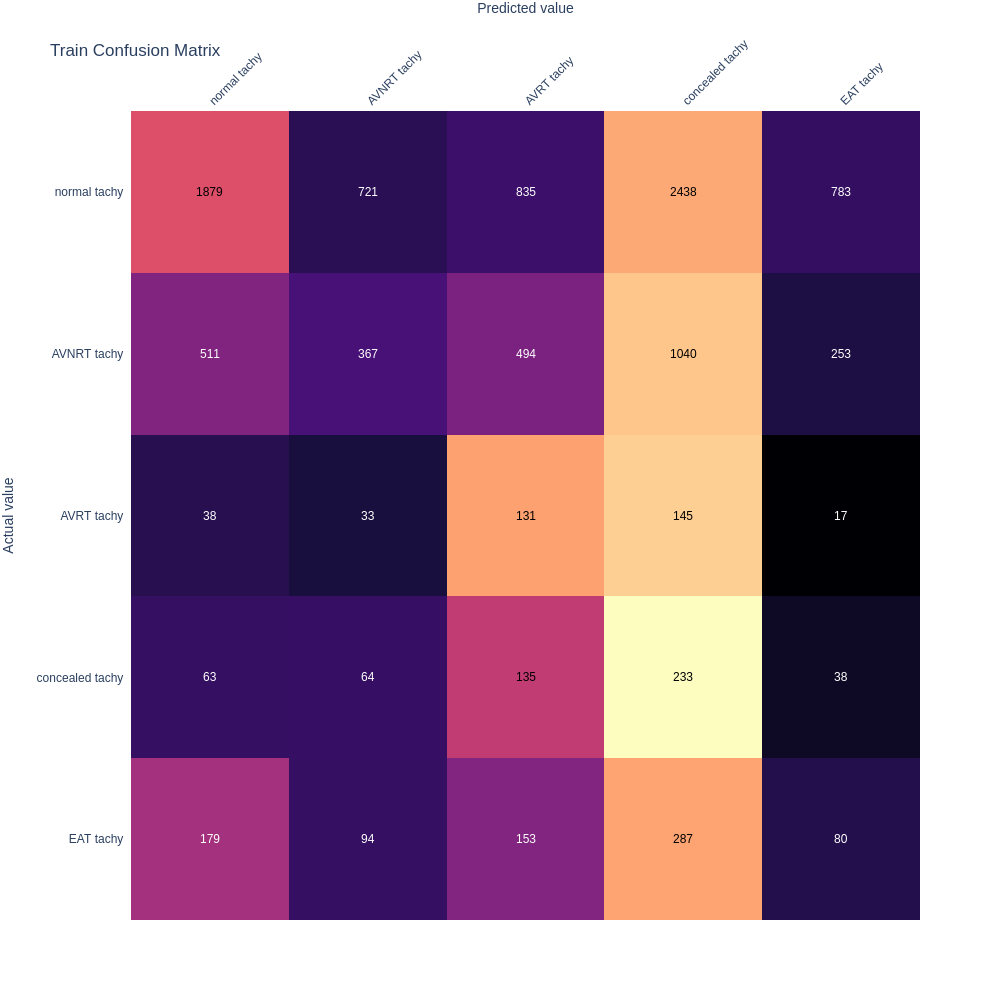 Predicted value
Train Confusion Matrix
normal tachy AVNRT tachy AVRT tachy concealed tachy EAT tachy
normal tachy 1879 721 835 2438 783
AVNRT tachy 511 367 494 1040 253
Actual value
AVRT tachy 38 33 131 145 17
concealed tachy 63 64 135 233 38
EAT tachy 179 94 153 287 80